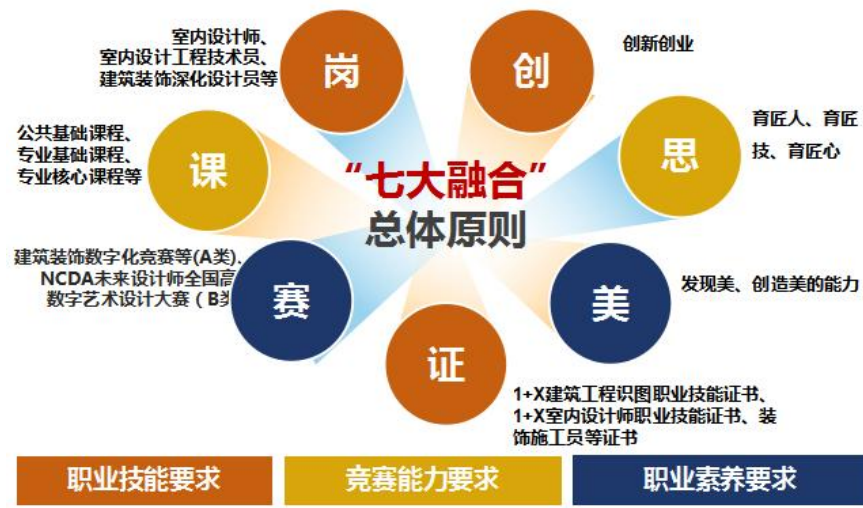 室内设计师、
室内设计工程技术员、
建筑装饰深化设计员等
岗
创
创新创业
公共基础课程、
专业基础课程、
专业核心课程等
课
思
育匠人、育匠
技、育匠心
“七大融合”
总体原则
建筑装饰数字化竞赛等(A类)、
NCDA未来设计师全国高
数字艺术设计大赛（B类
赛
美
发现美、创造美的能力
证
1+X建筑工程识图职业技能证书、
1+X室内设计师职业技能证书、装
饰施工员等证书
职业技能要求
竞赛能力要求
职业素养要求